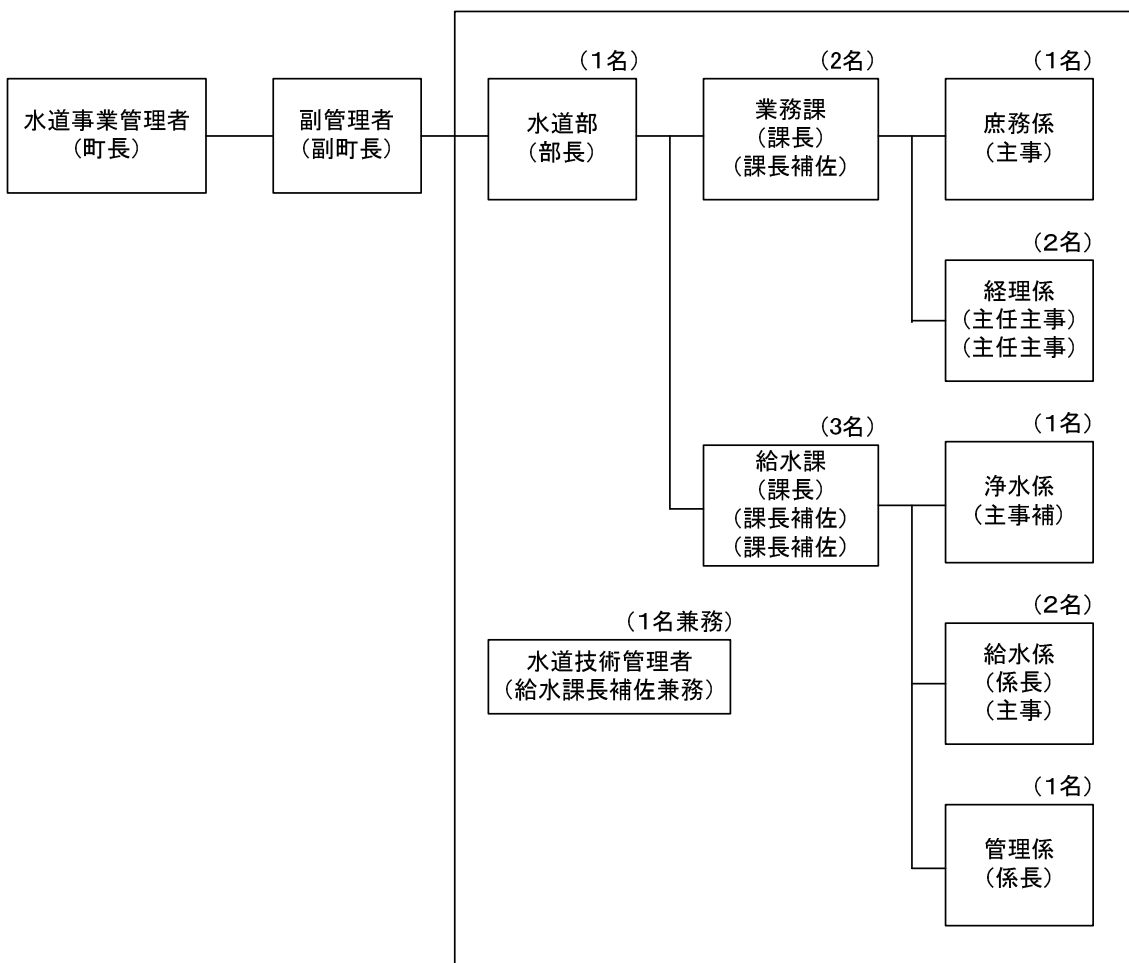 水道事業管理者
(町長)
副管理者
(副町長)
(1名)
水道部
(部長)
(2名)
業務課
(課長)
(課長補佐)
(1名)
庶務係
(主事)
(2名)
経理係
(主任主事)
(主任主事)
(3名)
給水課
(課長)
(課長補佐)
(課長補佐)
(1名)
浄水係
(主事補)
(2名)
給水係
(係長)
(主事)
(1名)
管理係
(係長)
(1名兼務)
水道技術管理者
(給水課長補佐兼務)